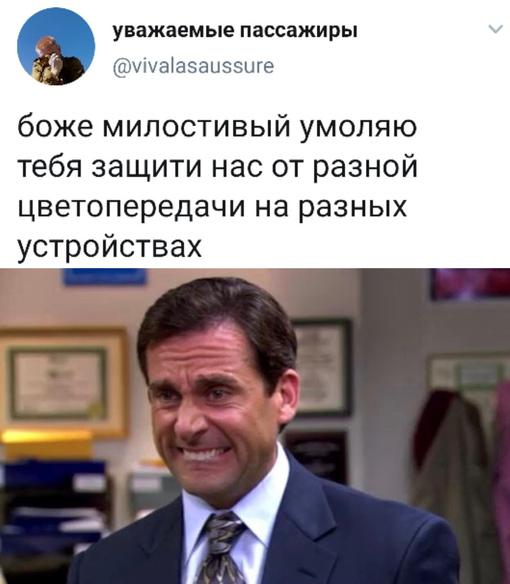 уважаемые пассажиры
@vivalasaussure
боже милостивый умоляю
тебя защити нас от разной
цветопередачи на разных
устройствах